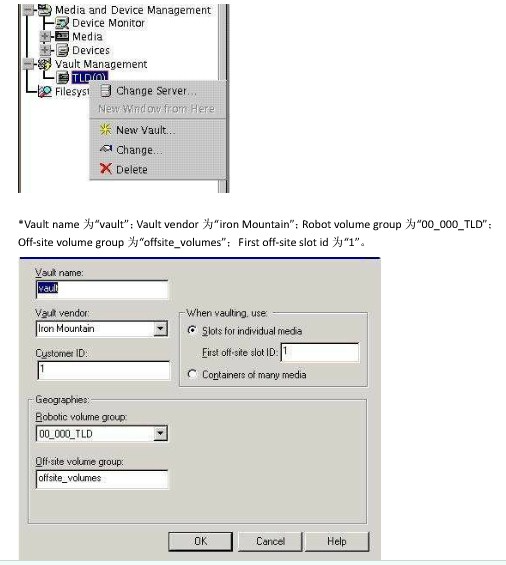 Media and Device Management
Device Monitor
Media
Devices
Vault Management
TLD(0)
Filesyst
Change Server...
New Window from Here
New Vault...
Change...
Delete
*Vault name 为“vault”；Vault vendor 为“iron Mountain”；Robot volume group 为“00_000_TLD”；
Off-site volume group 为“offsite_volumes”； First off-site slot id 为“1”。
Vault name:
vault
Vault vendor:
Iron Mountain
Customer ID:
1
When vaulting, use:
Slots for individual media
First off-site slot ID: 1
Containers of many media
Geographies:
Robotic volume group:
00_000_TLD
Off-site volume group:
offsite_volumes
OK Cancel Help